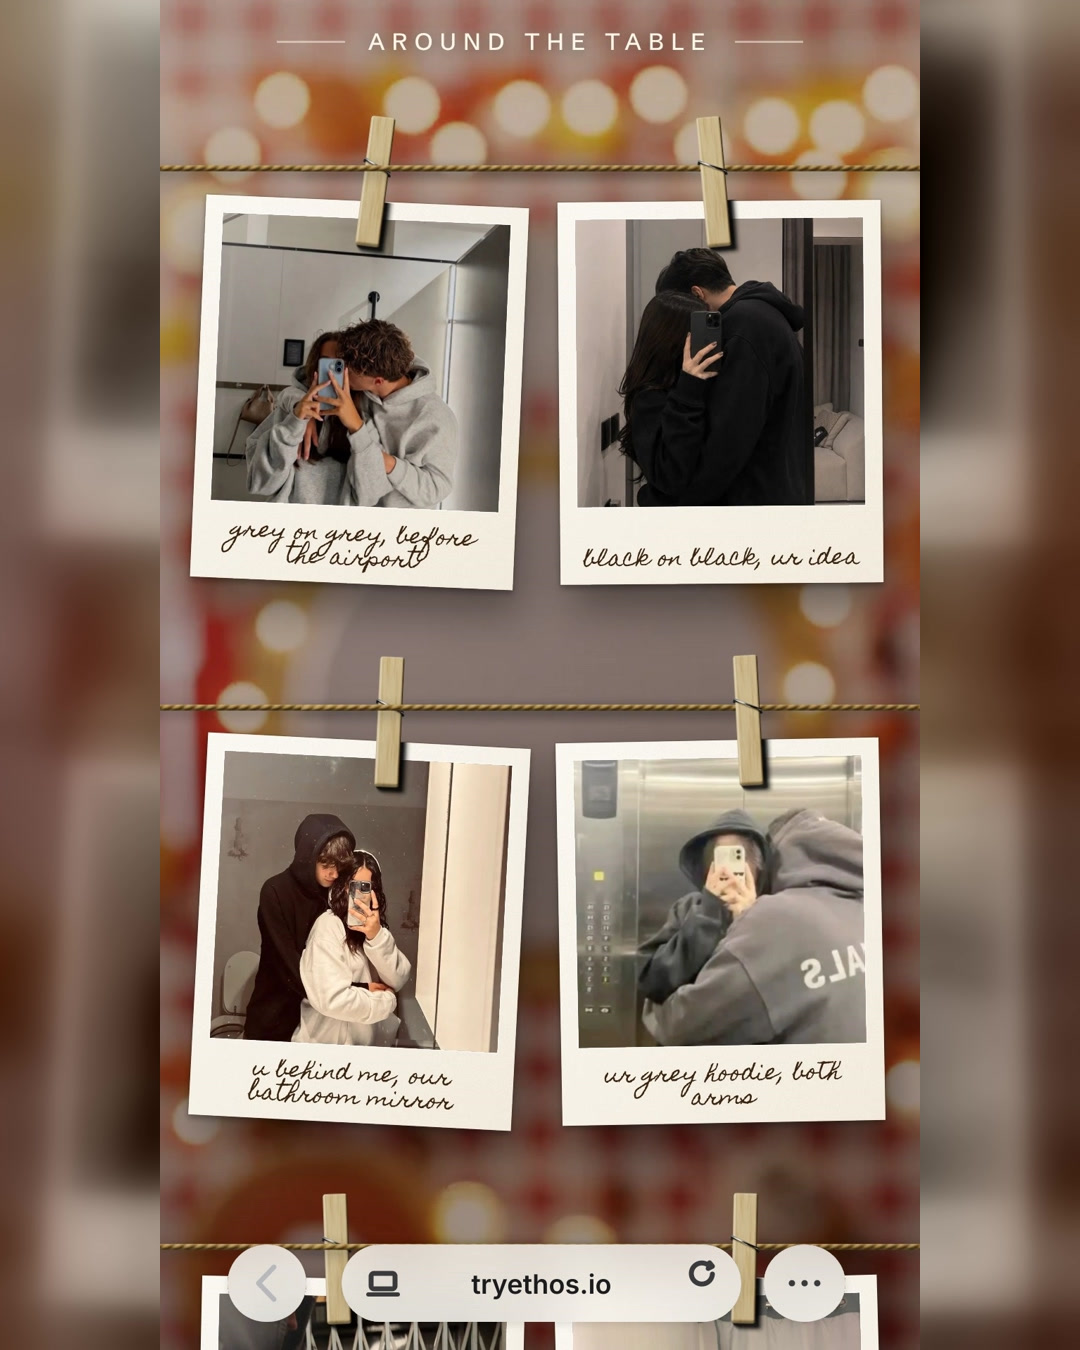 AROUND THE TABLE
grey on grey, before
the airport
black on black, ur idea
u behind me, our
bathroom mirror
ALS
ur grey hoodie, both
arms
tryethos.io